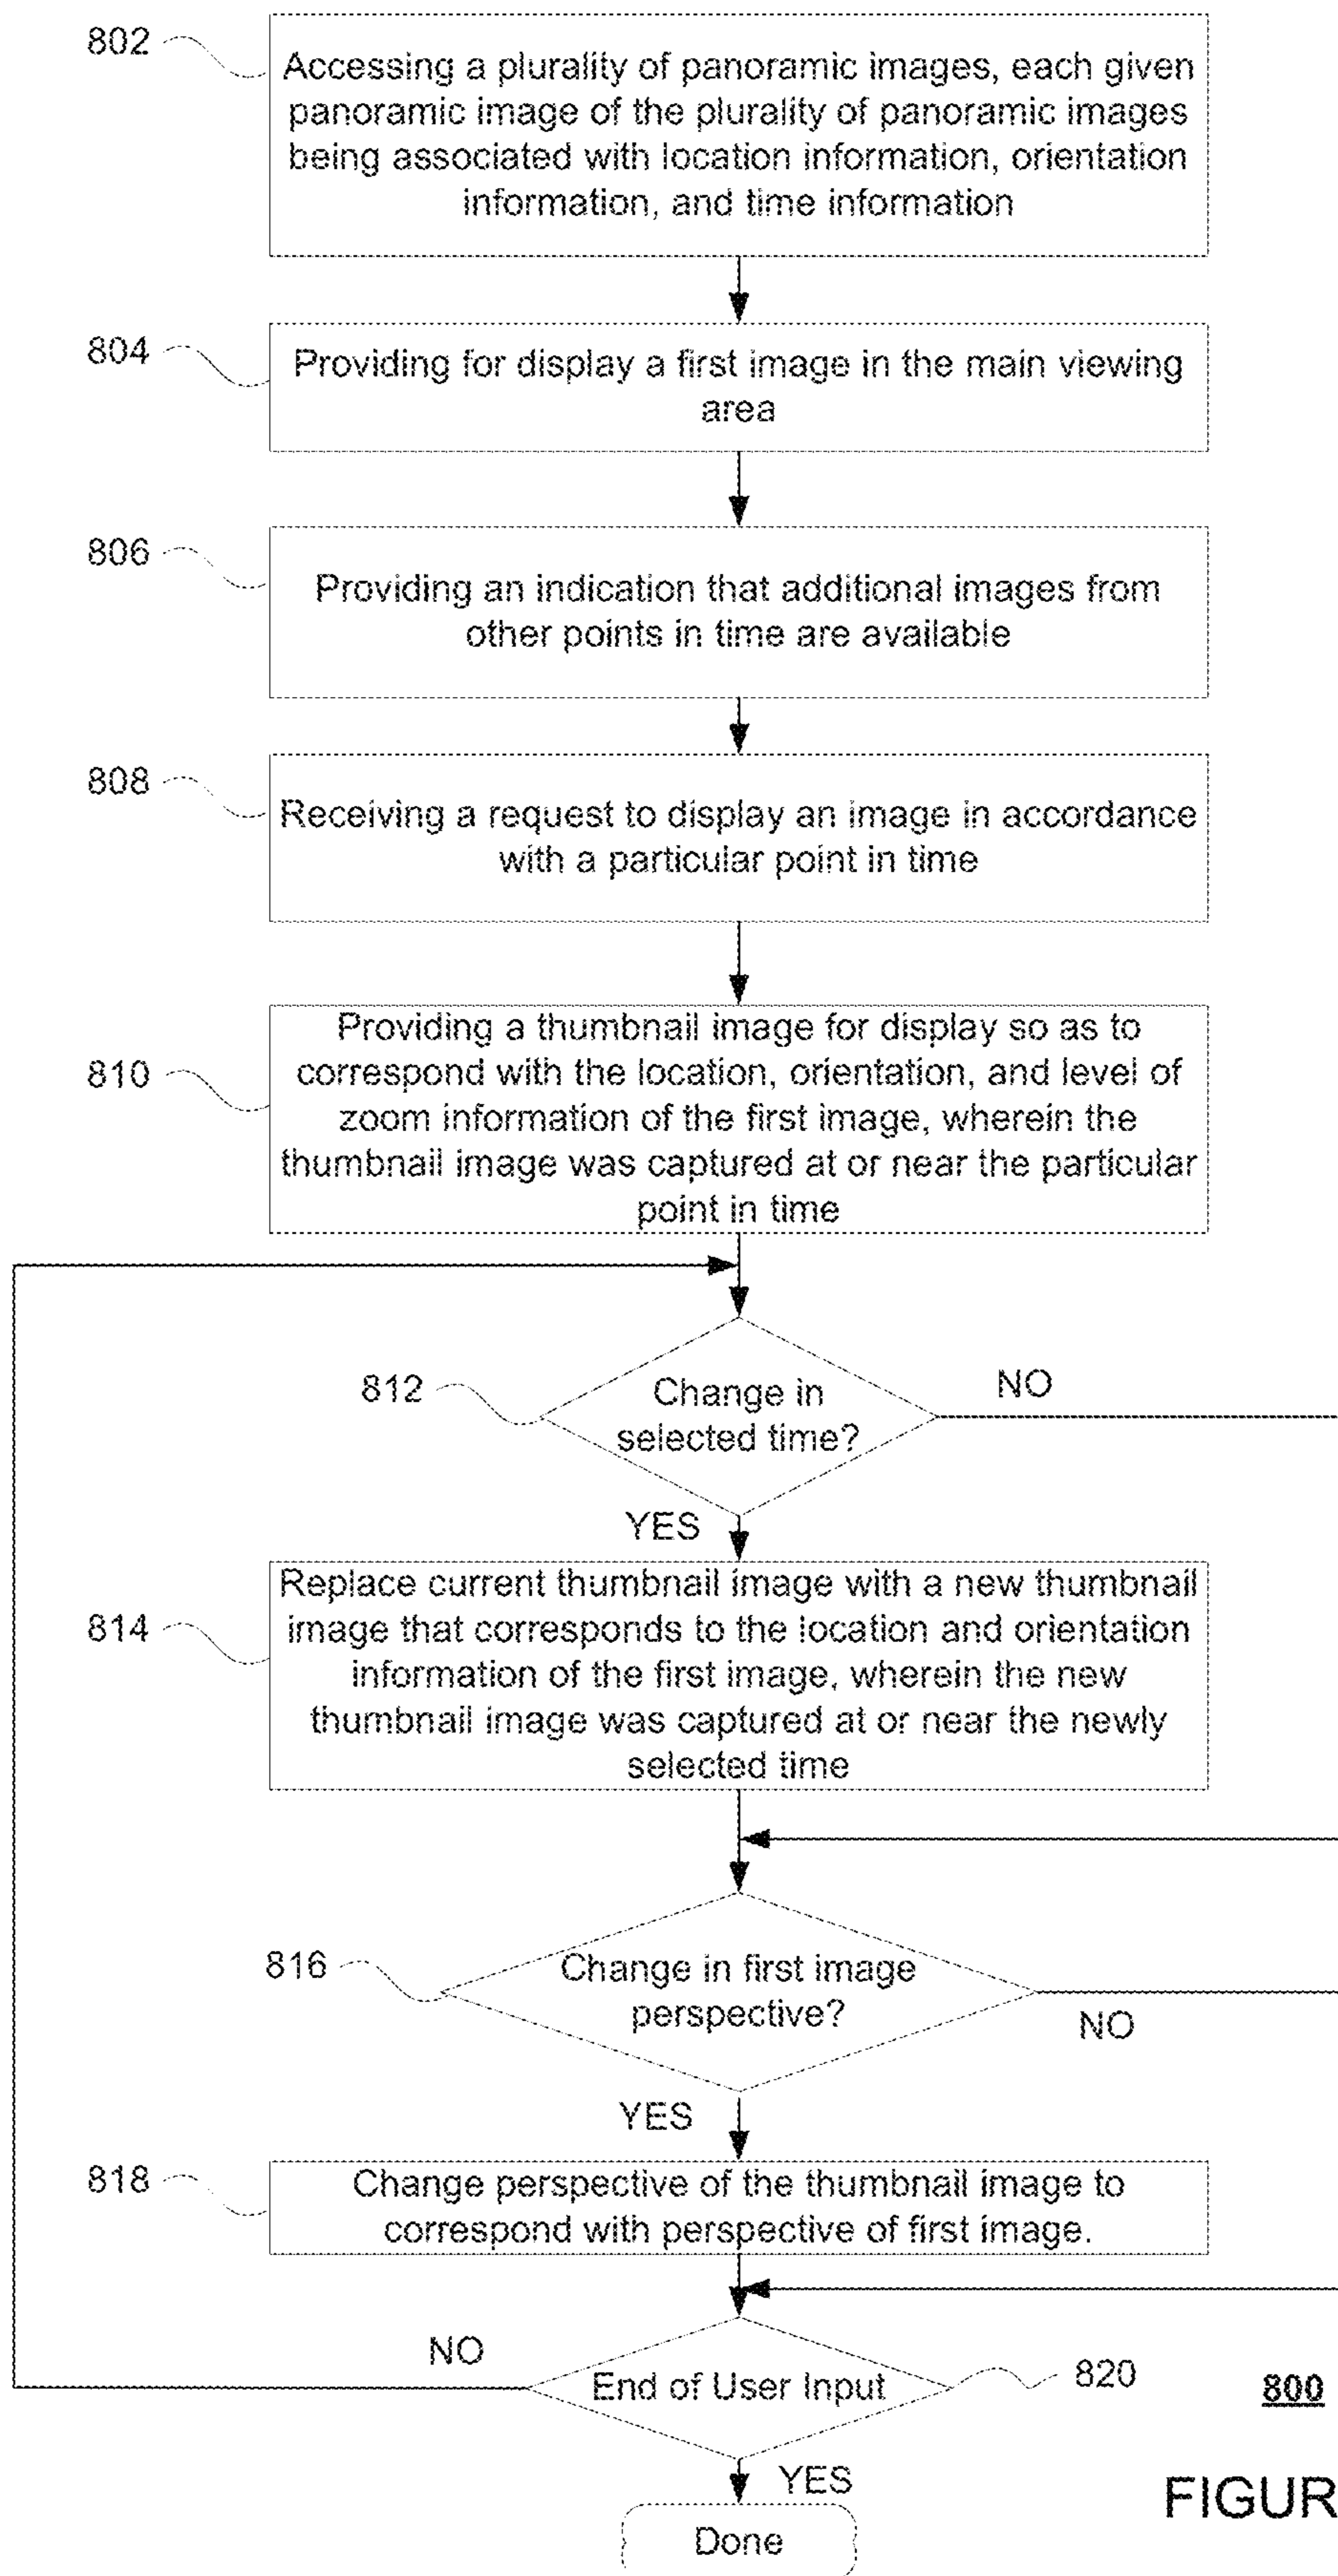 802
Accessing a plurality of panoramic images, each given
panoramic image of the plurality of panoramic images
being associated with location information, orientation
information, and time information
804
Providing for display a first image in the main viewing
area
806
Providing an indication that additional images from
other points in time are available
808
Receiving a request to display an image in accordance
with a particular point in time
810
Providing a thumbnail image for display so as to
correspond with the location, orientation, and level of
zoom information of the first image, wherein the
thumbnail image was captured at or near the particular
point in time
812
Change in
selected time?
NO
YES
814
Replace current thumbnail image with a new thumbnail
image that corresponds to the location and orientation
information of the first image, wherein the new
thumbnail image was captured at or near the newly
selected time
816
Change in first image
perspective?
NO
YES
818
Change perspective of the thumbnail image to
correspond with perspective of first image.
NO
End of User Input
820
800
YES
FIGUR
Done